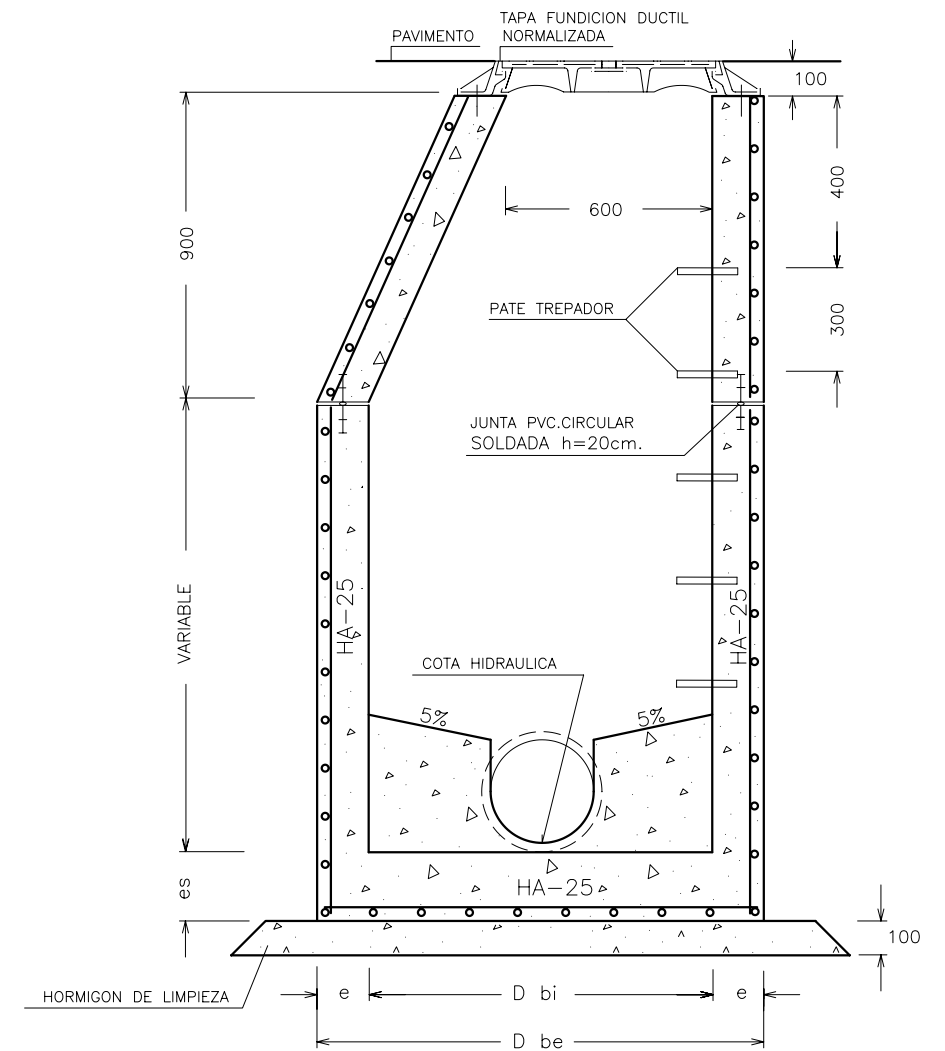 TAPA FUNDICION DUCTIL
PAVIMENTO
NORMALIZADA
100
400
600
900
PATE TREPADOR
300
JUNTA PVC.CIRCULAR
SOLDADA h=20cm.
HA-25
HA-25
VARIABLE
COTA HIDRAULICA
5%
5%
es
HA-25
100
HORMIGON DE LIMPIEZA
e
D bi
e
D be